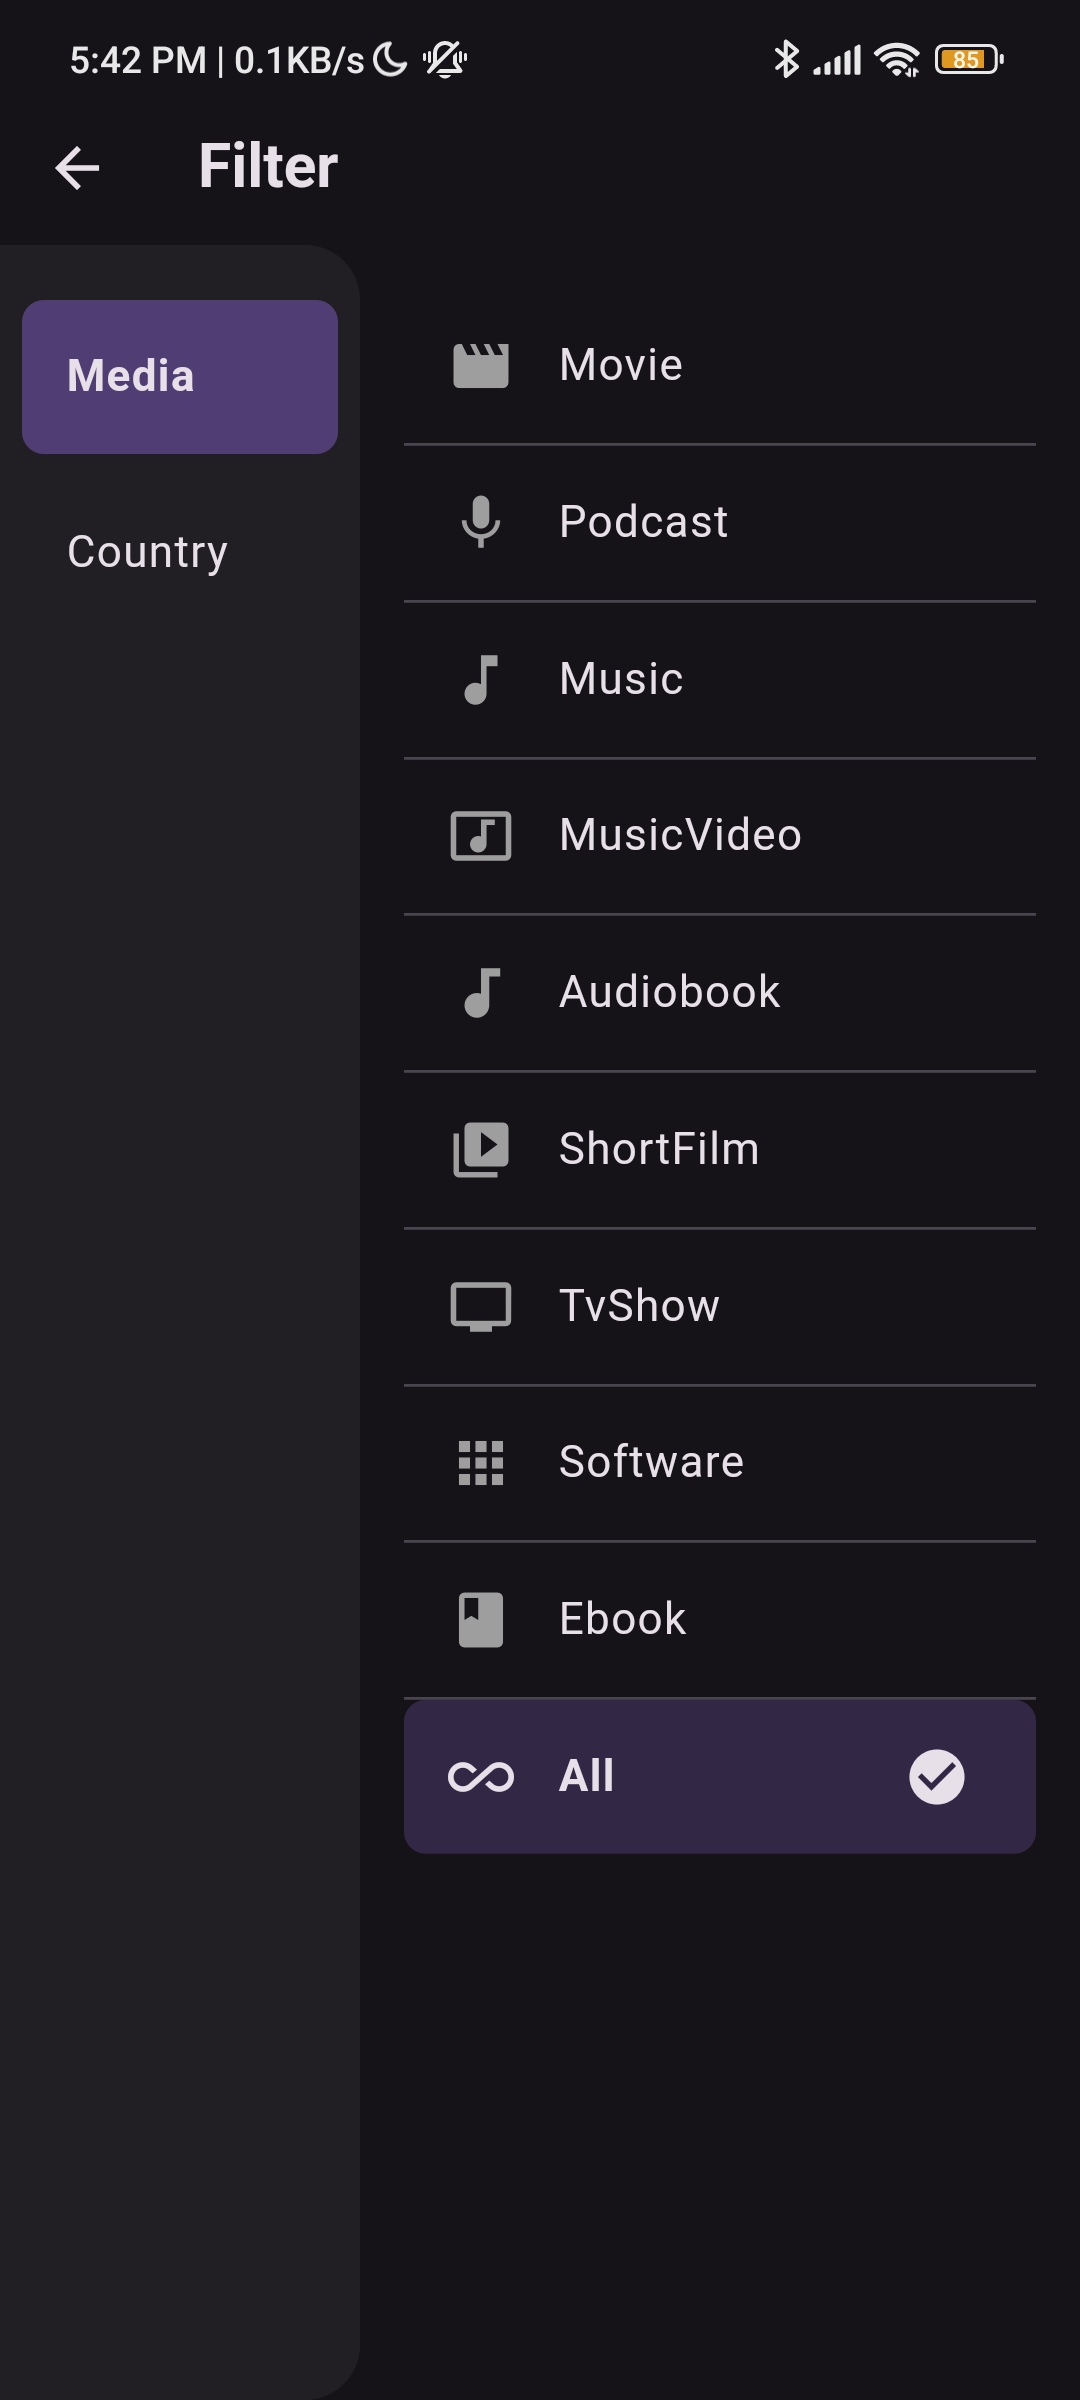 5:42 PM | 0.1KB/s
85
Filter
Media
Country
Movie
Podcast
Music
MusicVideo
Audiobook
ShortFilm
TvShow
Software
Ebook
All